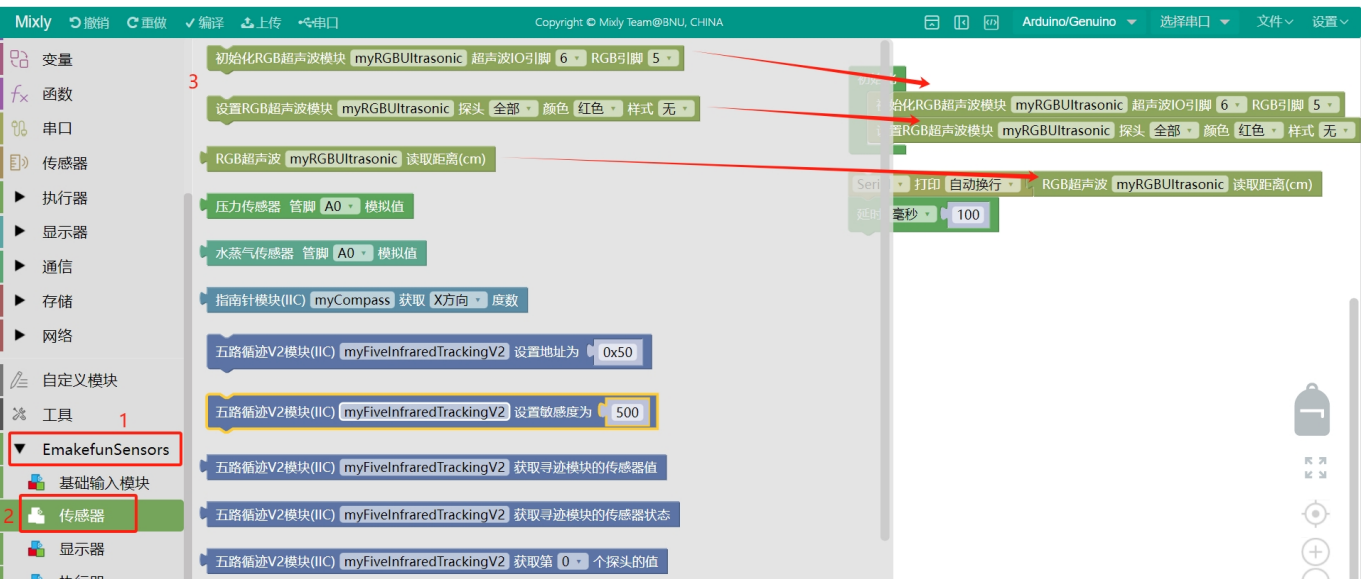 Mixly 撤销 重做 编译 上传 串口 Copyright © Mixly Team@BNU, CHINA Arduino/Genuino 选择串口 文件 设置
变量
函数
串口
传感器
执行器
显示器
通信
存储
网络
自定义模块
工具
1
EmakefunSensors
基础输入模块
2 传感器
显示器
3
初始化RGB超声波模块 myRGBUItrasonic 超声波IO引脚 6 RGB引脚 5
设置RGB超声波模块 myRGBUItrasonic 探头 全部 颜色 红色 样式 无
RGB超声波 myRGBUItrasonic 读取距离(cm)
压力传感器 管脚 A0 模拟值
水蒸气传感器 管脚 A0 模拟值
指南针模块(IIC) myCompass 获取 X方向 度数
五路循迹V2模块(IIC) myFiveInfraredTrackingV2 设置地址为 0x50
五路循迹V2模块(IIC) myFiveInfraredTrackingV2 设置敏感度为 500
五路循迹V2模块(IIC) myFiveInfraredTrackingV2 获取寻迹模块的传感器值
五路循迹V2模块(IIC) myFiveInfraredTrackingV2 获取寻迹模块的传感器状态
五路循迹V2模块(IIC) myFiveInfraredTrackingV2 获取第 0 个探头的值
始化RGB超声波模块 myRGBUItrasonic 超声波IO引脚 6 RGB引脚 5
置RGB超声波模块 myRGBUItrasonic 探头 全部 颜色 红色 样式 无
Seri 打印 自动换行 RGB超声波 myRGBUItrasonic 读取距离(cm)
延时 毫秒 100